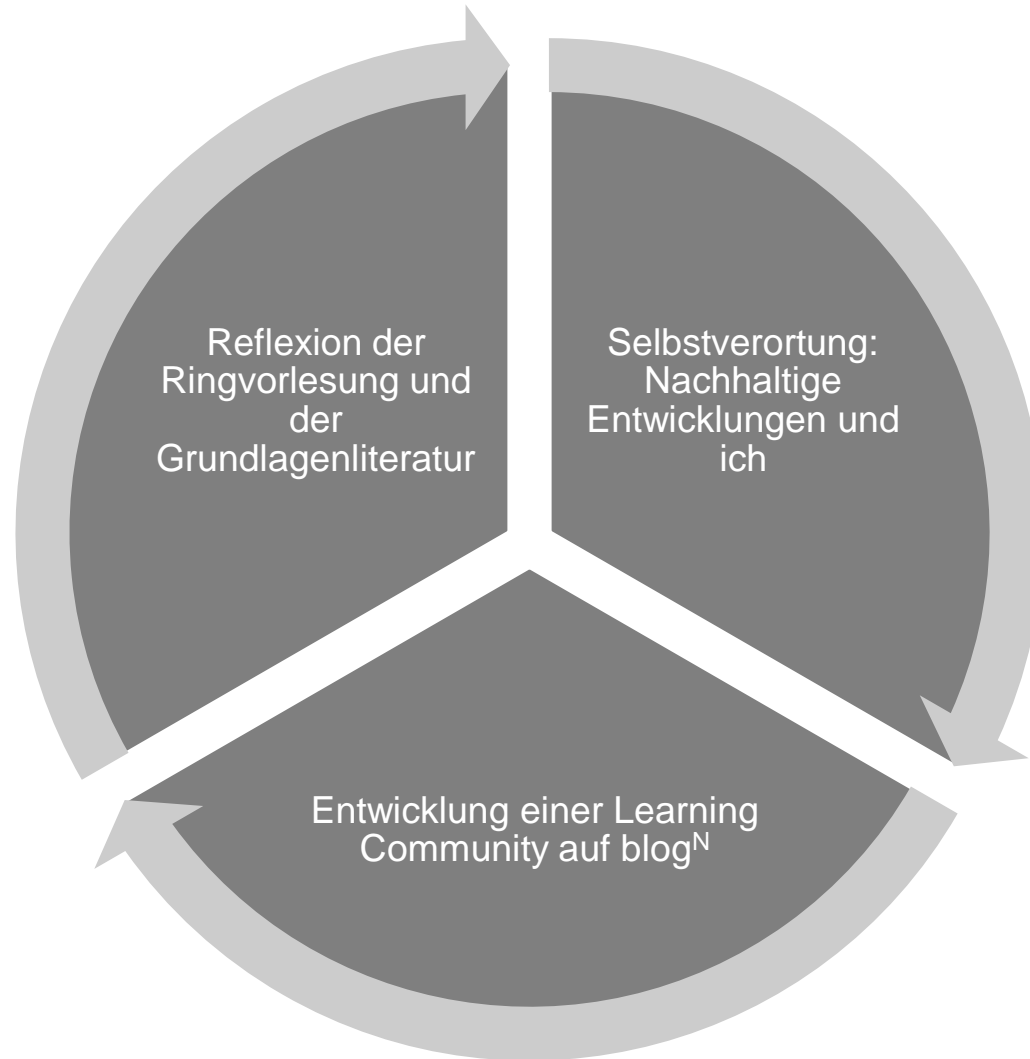 Reflexion der
Ringvorlesung und
der
Grundlagenliteratur
Selbstverortung:
Nachhaltige
Entwicklungen und
ich
Entwicklung einer Learning
Community auf blogᴺ